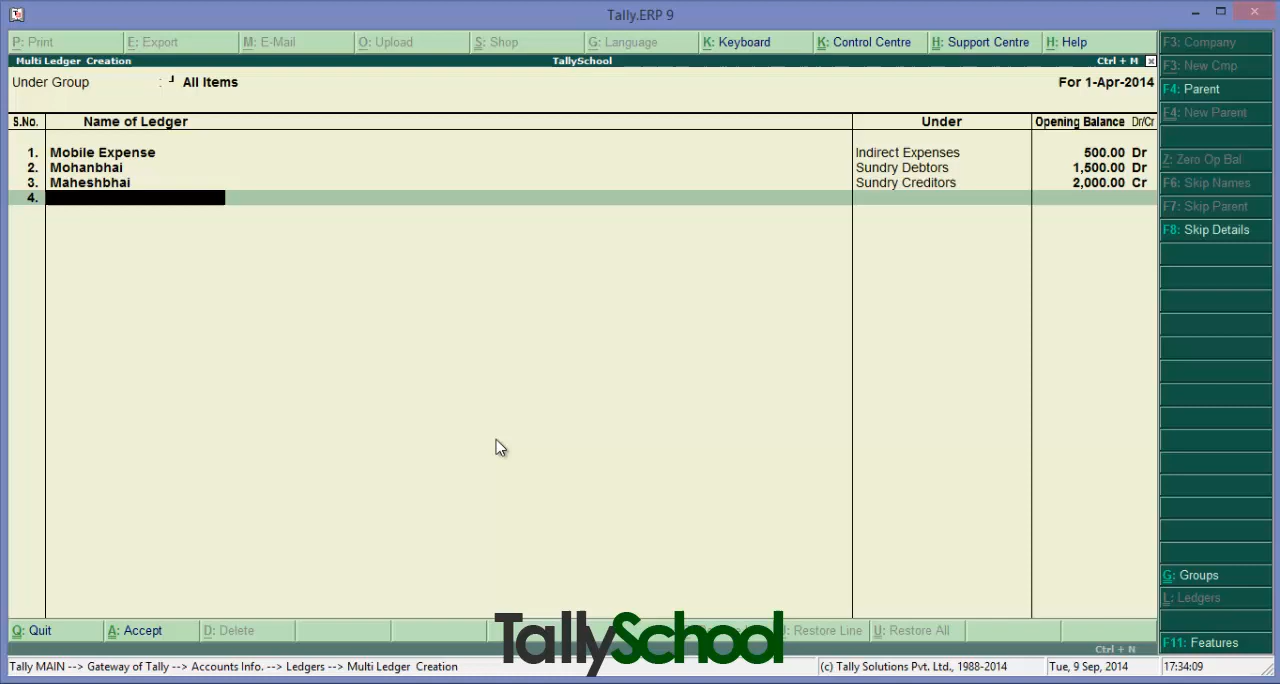 Tally.ERP 9
P: Print E: Export M: E-Mail O: Upload S: Shop G: Language K: Keyboard K: Control Centre H: Support Centre H: Help
Multi Ledger Creation TallySchool Ctrl + M
Under Group : ┘ All Items For 1-Apr-2014
S.No. Name of Ledger Under Opening Balance Dr/Cr
1. Mobile Expense Indirect Expenses 500.00 Dr
2. Mohanbhai Sundry Debtors 1,500.00 Dr
3. Maheshbhai Sundry Creditors 2,000.00 Cr
4.
F3: Company
F3: New Cmp
F4: Parent
F4: New Parent
Z: Zero Op Bal
F6: Skip Names
F7: Skip Parent
F8: Skip Details
G: Groups
L: Ledgers
F11: Features
Q: Quit A: Accept D: Delete Restore Line U: Restore All
TallySchool
Ctrl + N
Tally MAIN --> Gateway of Tally --> Accounts Info. --> Ledgers --> Multi Ledger Creation (c) Tally Solutions Pvt. Ltd., 1988-2014 Tue, 9 Sep, 2014 17:34:09